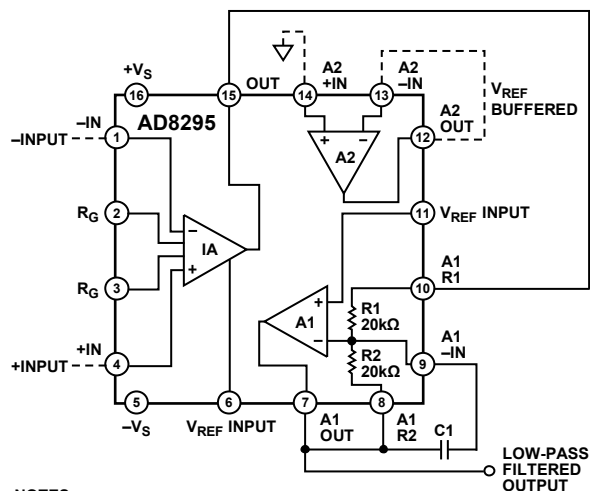 +VS
OUT
A2
+IN
A2
–IN
VREF
BUFFERED
16
15
14
13
AD8295
–IN
–INPUT
1
+
–
A2
A2
OUT
12
RG
2
11
VREF INPUT
–
IA
+
A1
R1
10
RG
3
+
A1
–
R1
20kΩ
R2
20kΩ
A1
–IN
9
+IN
+INPUT
4
5
6
7
8
–VS
VREF INPUT
A1
OUT
A1
R2
C1
LOW-PASS
FILTERED
OUTPUT